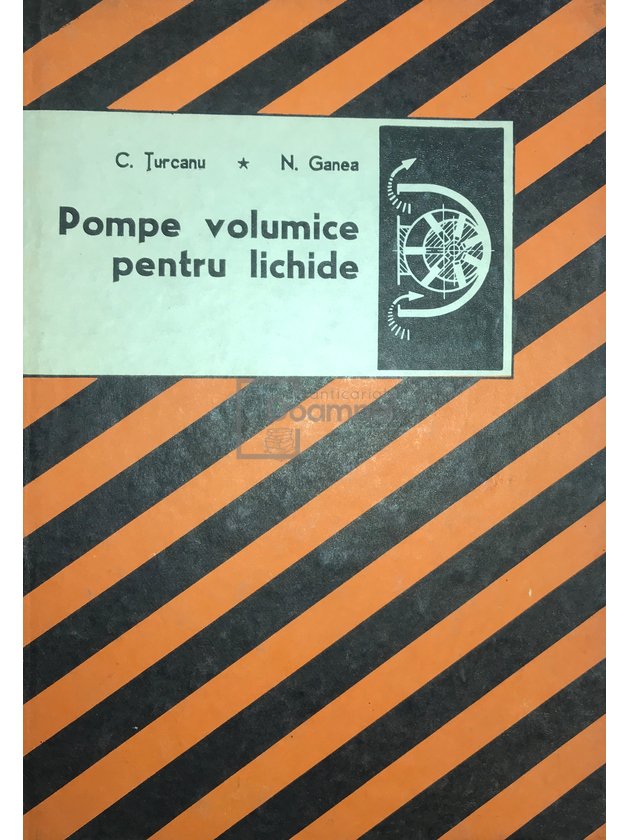 C. Țurcanu ★ N. Ganea
Pompe volumice
pentru lichide